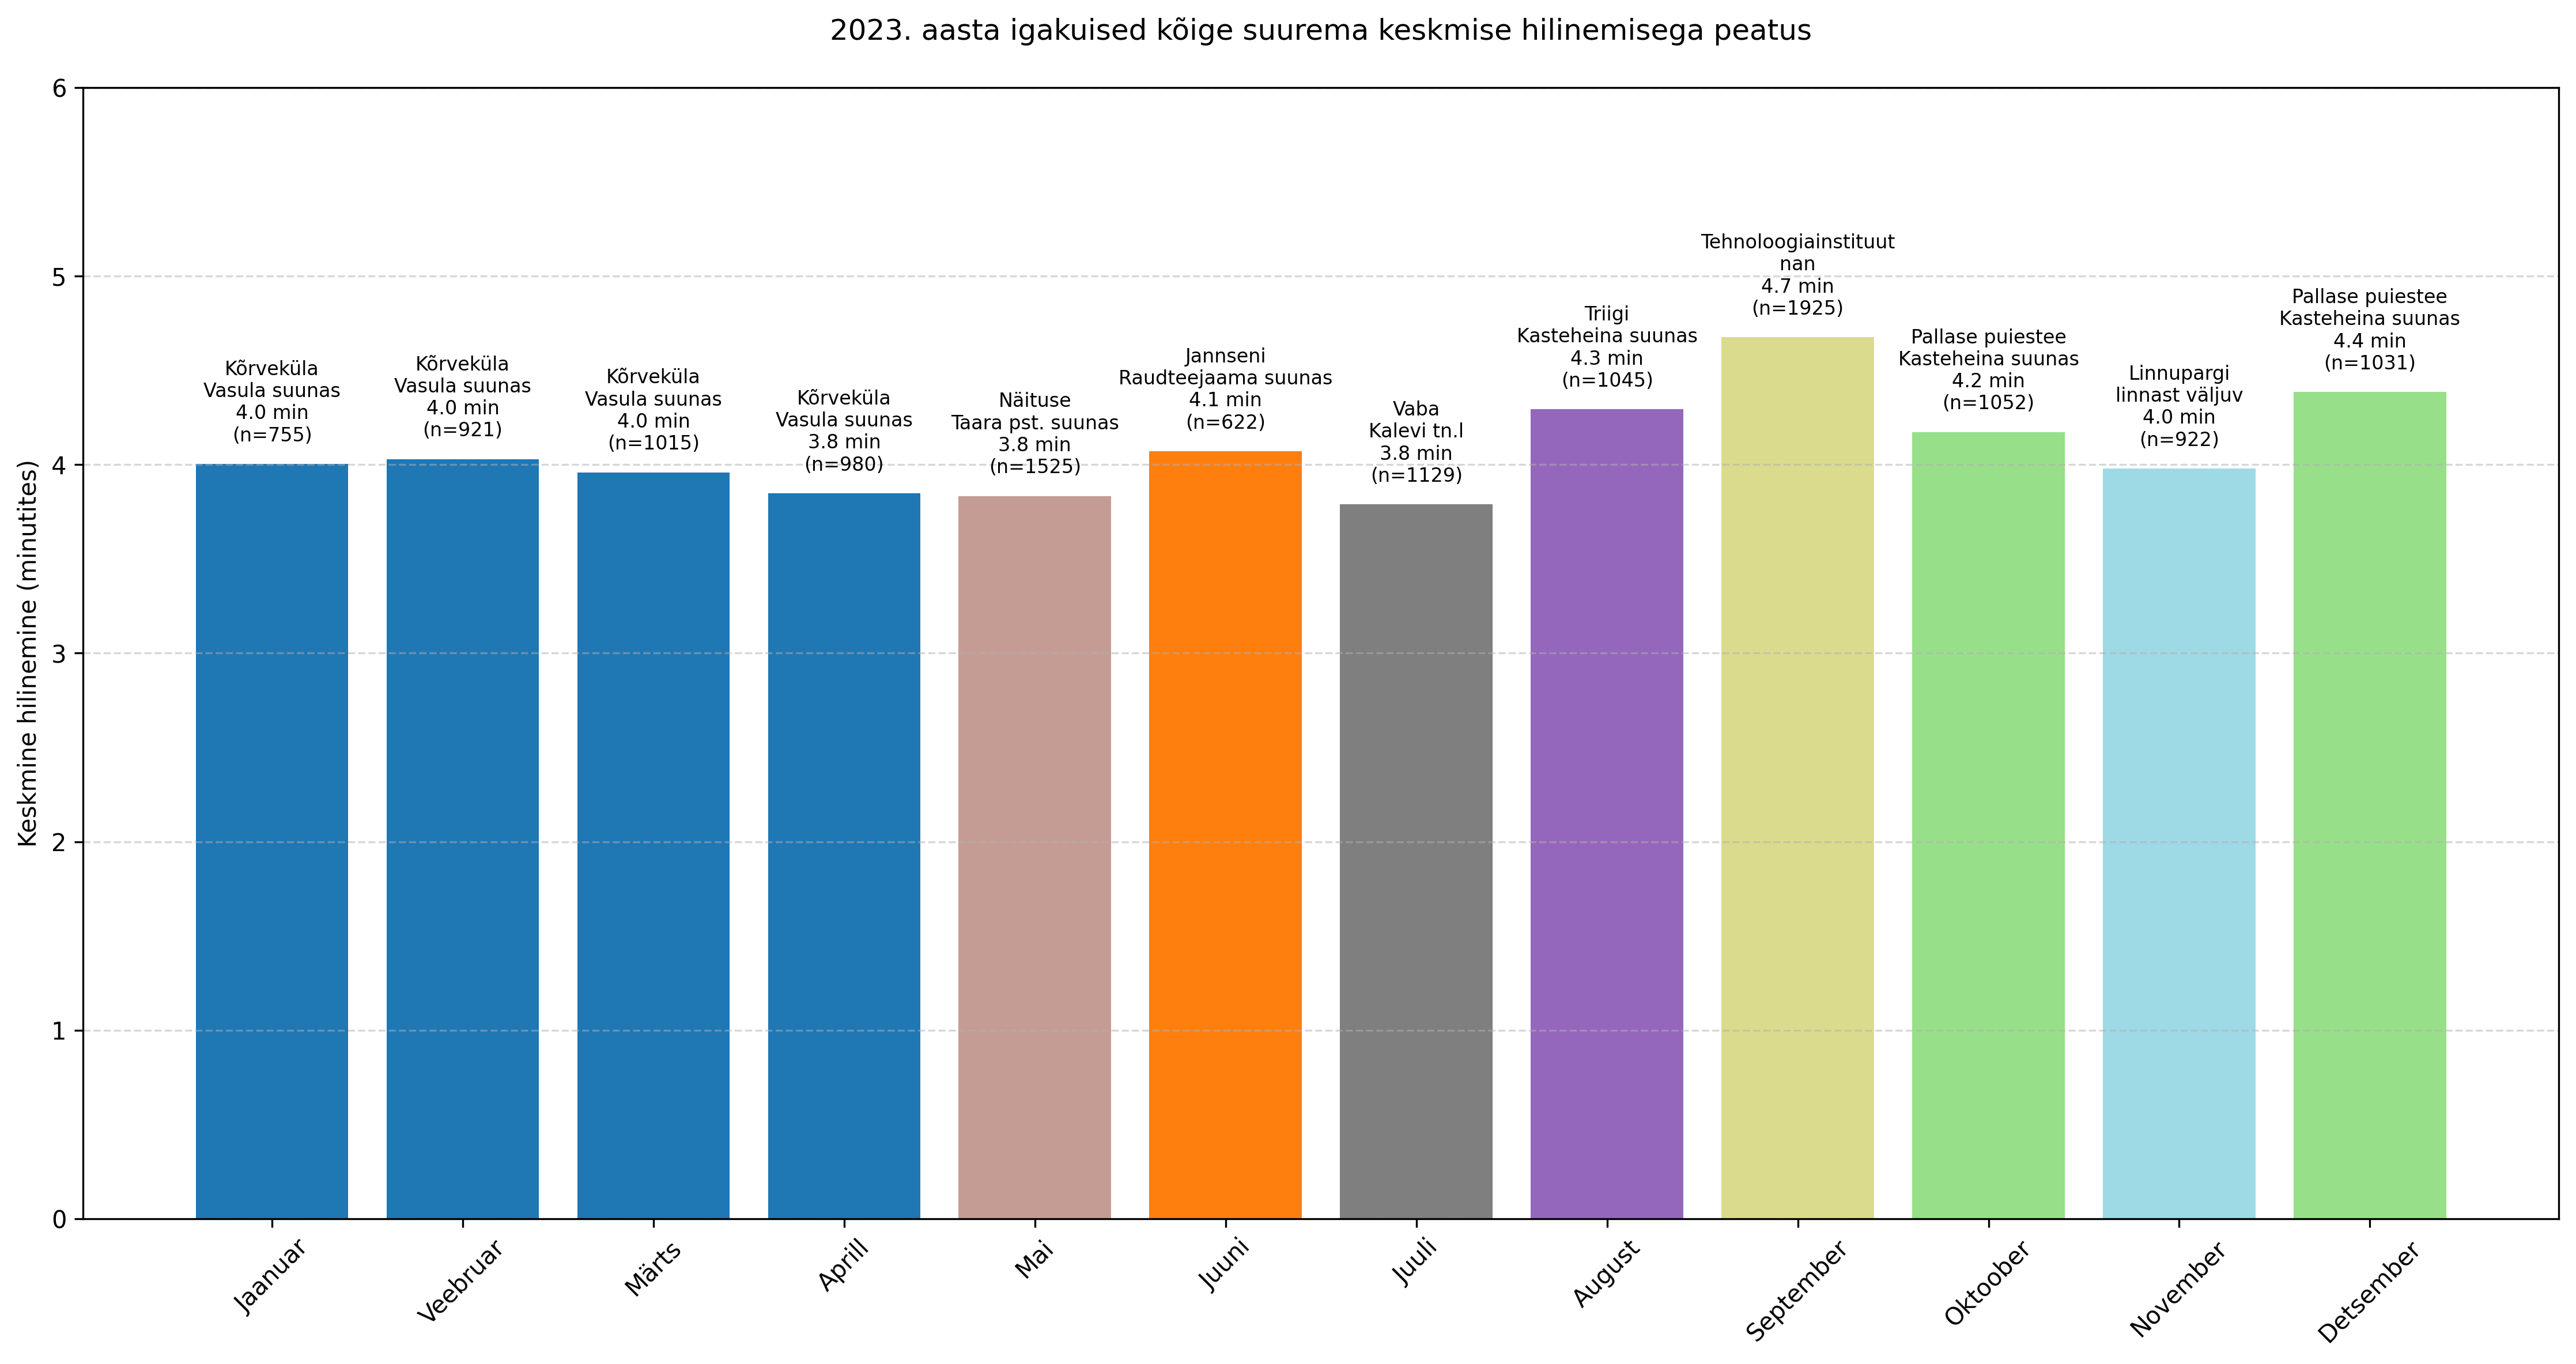 2023. aasta igakuised kõige suurema keskmise hilinemisega peatus
Keskmine hilinemine (minutites)
6
5
4
3
2
1
0
Kõrveküla
Vasula suunas
4.0 min
(n=755)
Kõrveküla
Vasula suunas
4.0 min
(n=921)
Kõrveküla
Vasula suunas
4.0 min
(n=1015)
Kõrveküla
Vasula suunas
3.8 min
(n=980)
Näituse
Taara pst. suunas
3.8 min
(n=1525)
Jannseni
Raudteejaama suunas
4.1 min
(n=622)
Vaba
Kalevi tn.l
3.8 min
(n=1129)
Triigi
Kasteheina suunas
4.3 min
(n=1045)
Tehnoloogiainstituut
nan
4.7 min
(n=1925)
Pallase puiestee
Kasteheina suunas
4.2 min
(n=1052)
Linnupargi
linnast väljuv
4.0 min
(n=922)
Pallase puiestee
Kasteheina suunas
4.4 min
(n=1031)
Jaanuar
Veebruar
Märts
Aprill
Mai
Juuni
Juuli
August
September
Oktoober
November
Detsember